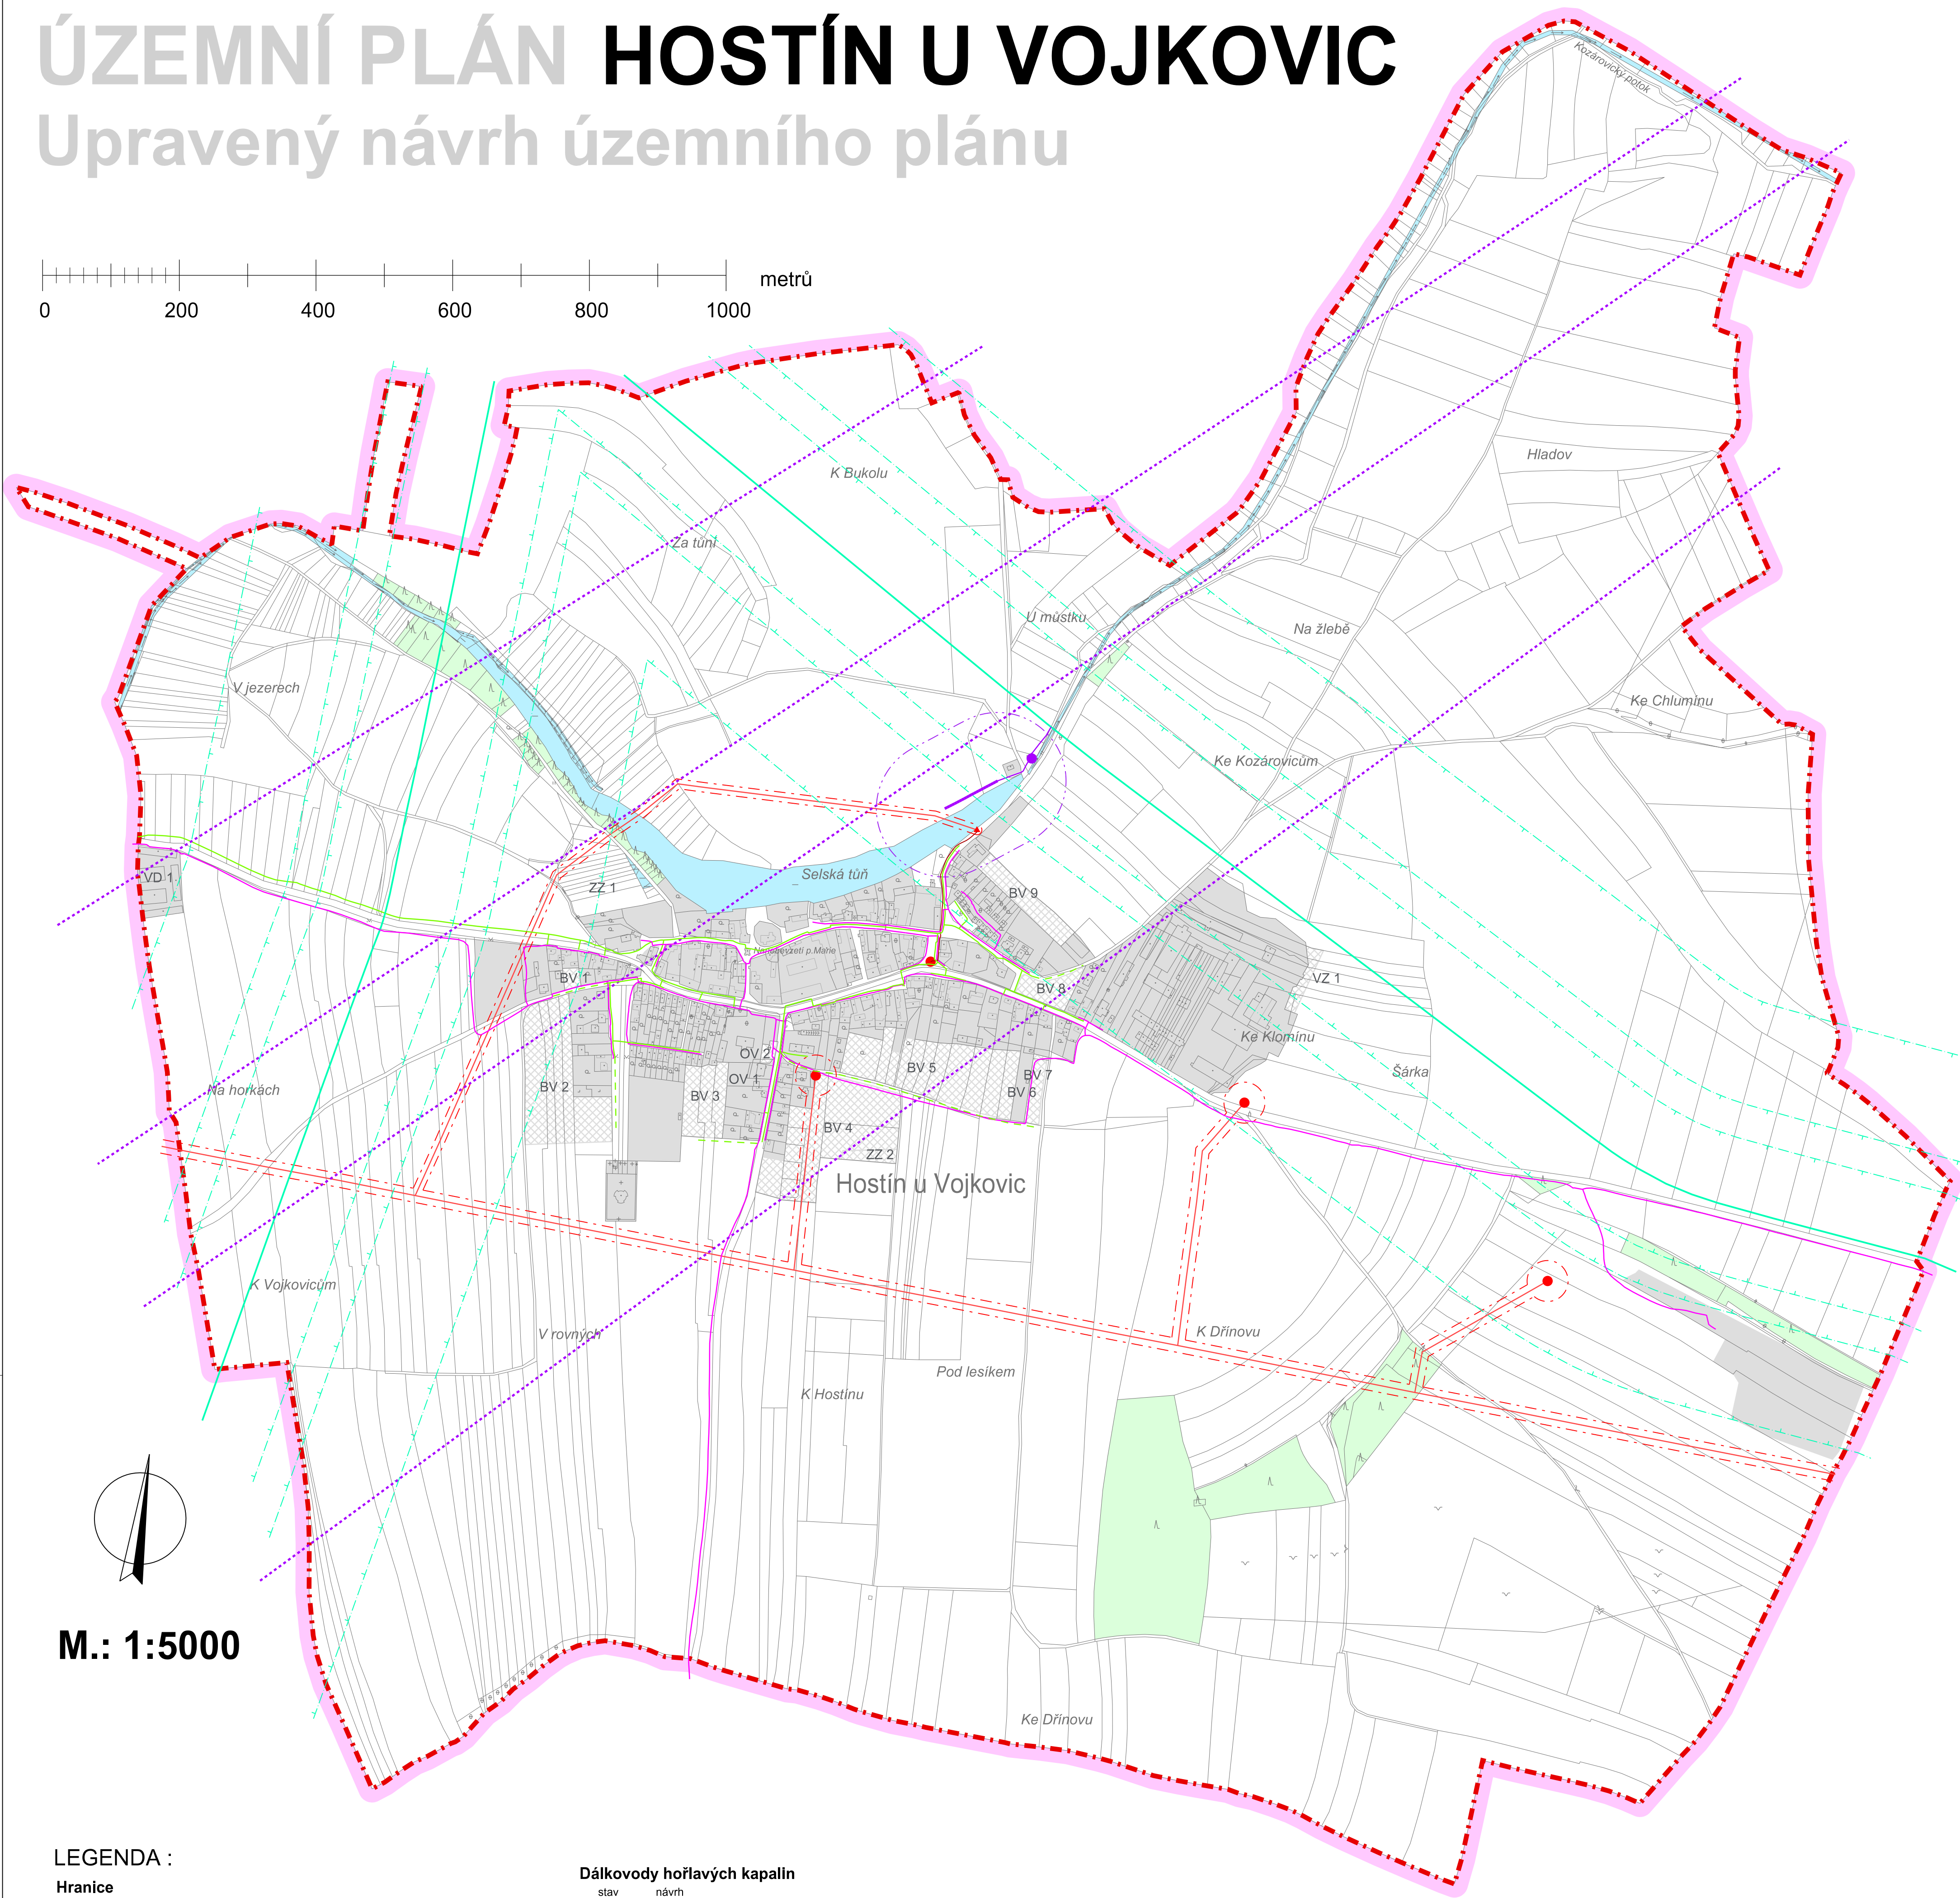 ÚZEMNÍ PLÁN HOSTÍN U VOJKOVIC
Upravený návrh územního plánu
Kozárovický potok
metrů
0 200 400 600 800 1000
K Bukolu
Hladov
Za tůní
U můstku
Na žlebě
V jezerech
Ke Chlumínu
Ke Kozárovicům
VD 1
ZZ 1
Selská tůň
BV 9
Nanebevzetí p.Marie
BV 1
BV 8
VZ 1
Ke Klomínu
OV 2
BV 5
BV 7
Šárka
Na horkách
BV 2
OV 1
BV 3
BV 6
BV 4
ZZ 2
Hostín u Vojkovic
K Vojkovicům
V rovných
K Dřínovu
Pod lesíkem
K Hostínu
M.: 1:5000
Ke Dřínovu
LEGENDA :
Hranice
Dálkovody hořlavých kapalin
stav návrh